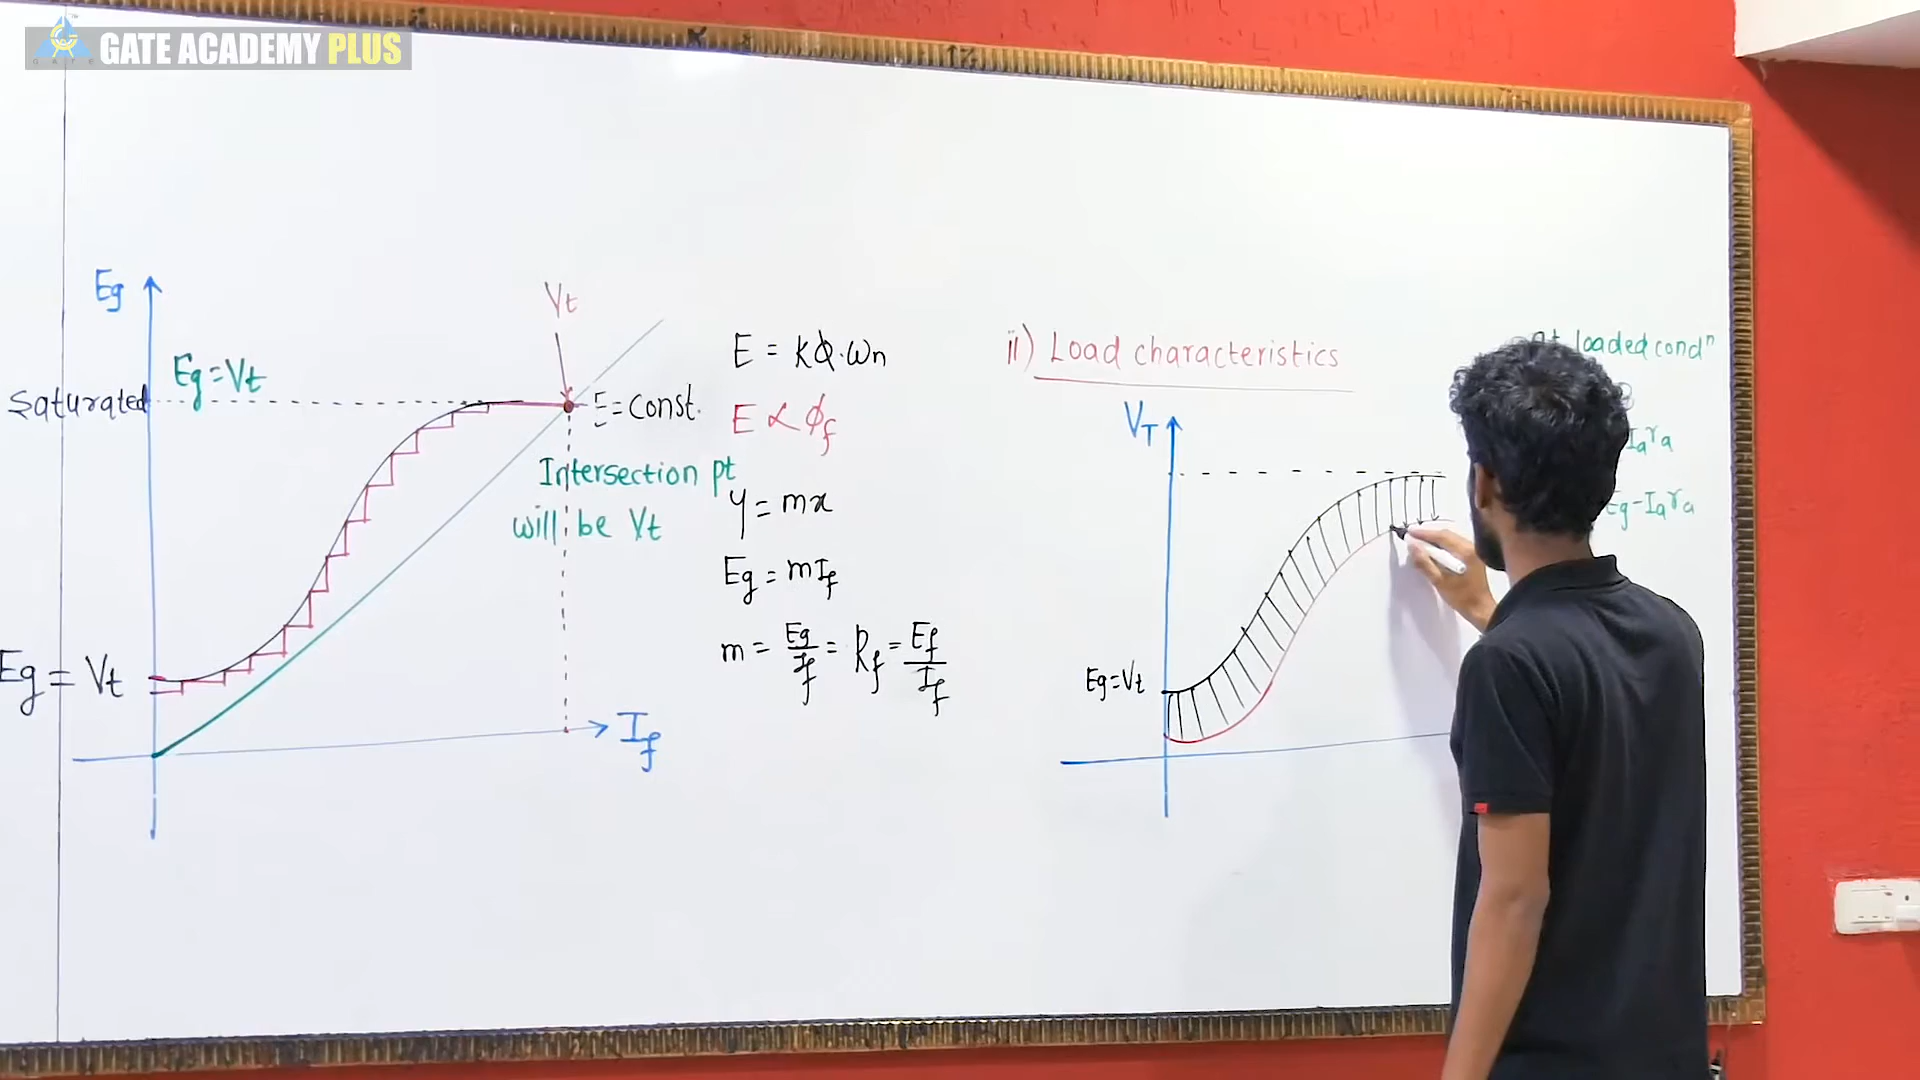 GATE ACADEMY PLUS
GATE
Eg
Eg = Vt
Saturated
Vt
E = Const.
Intersection pt
will be Vt
Eg = Vt
If
E = Kφ·ωn
E ∝ φf
y = mx
Eg = mIf
m = Eg/If = Rf = Ef/If
ii) Load characteristics
VT
Eg = Vt
loaded condn
Iara
Eg - Iara